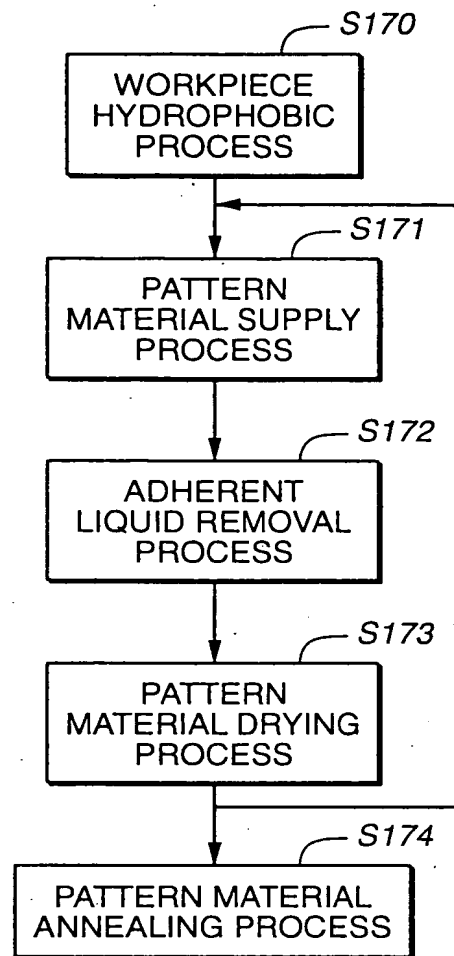 S170
WORKPIECE
HYDROPHOBIC
PROCESS
S171
PATTERN
MATERIAL SUPPLY
PROCESS
S172
ADHERENT
LIQUID REMOVAL
PROCESS
S173
PATTERN
MATERIAL DRYING
PROCESS
S174
PATTERN MATERIAL
ANNEALING PROCESS